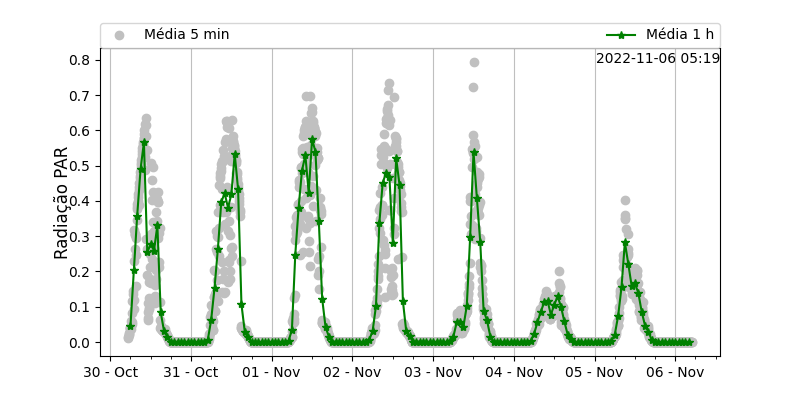 Média 5 min
Média 1 h
2022-11-06 05:19
Radiação PAR
0.8
0.7
0.6
0.5
0.4
0.3
0.2
0.1
0.0
30 - Oct
31 - Oct
01 - Nov
02 - Nov
03 - Nov
04 - Nov
05 - Nov
06 - Nov